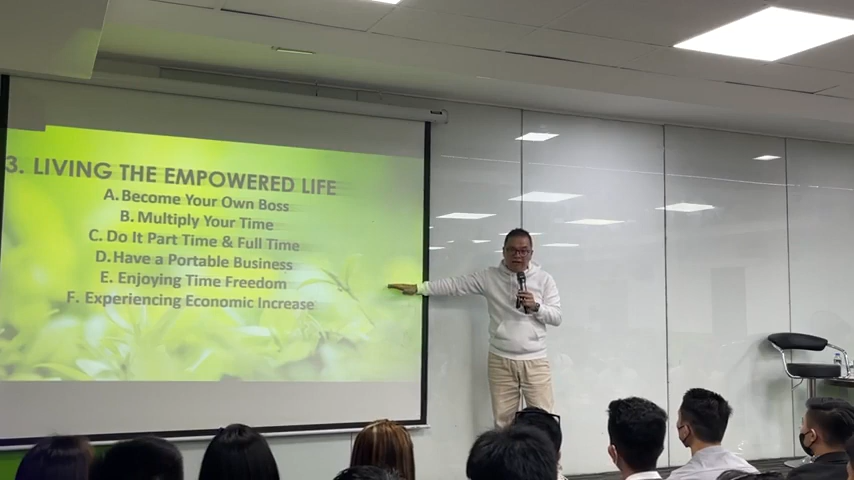 3. LIVING THE EMPOWERED LIFE
A. Become Your Own Boss
B. Multiply Your Time
C. Do It Part Time & Full Time
D. Have a Portable Business
E. Enjoying Time Freedom
F. Experiencing Economic Increase